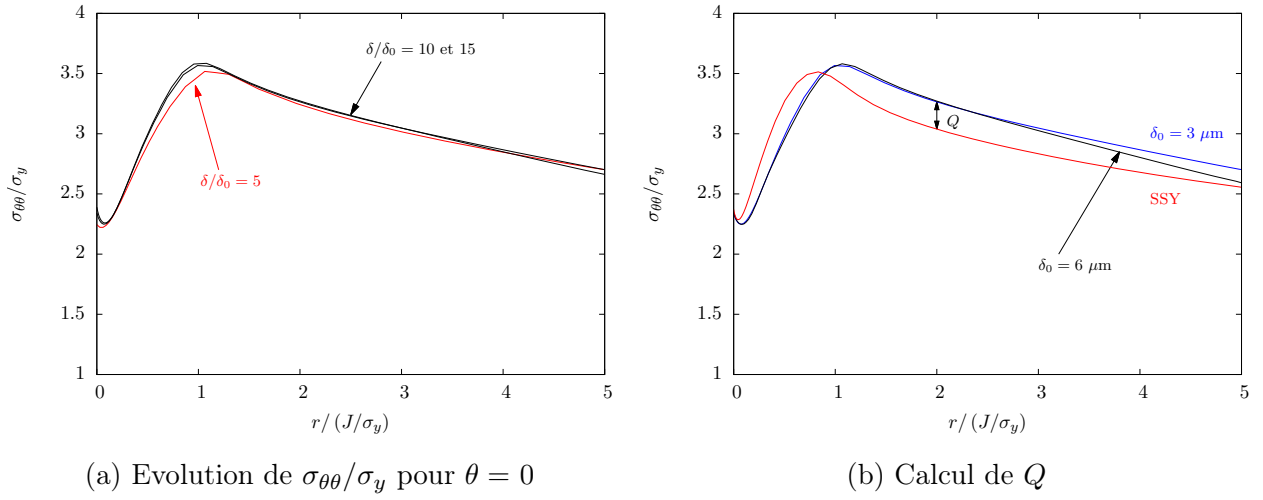 4
3.5
3
2.5
2
1.5
1
0 1 2 3 4 5
σθθ/σy
r/ (J/σy)
δ/δ0 = 10 et 15
δ/δ0 = 5
(a) Evolution de σθθ/σy pour θ = 0
4
3.5
3
2.5
2
1.5
1
0 1 2 3 4 5
σθθ/σy
r/ (J/σy)
Q
δ0 = 3 μm
SSY
δ0 = 6 μm
(b) Calcul de Q